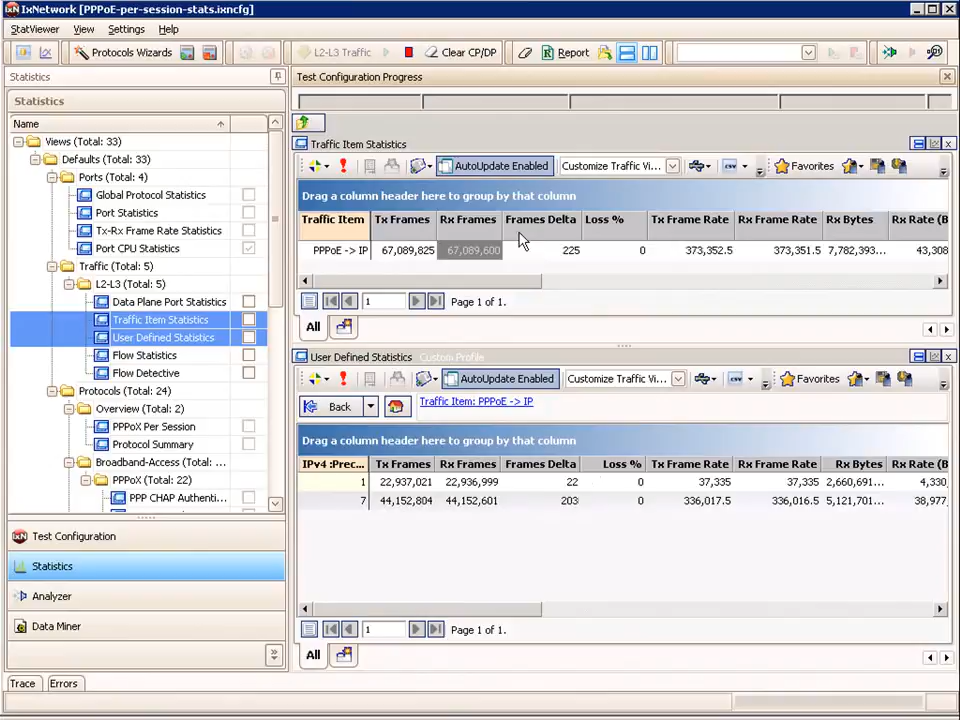 IxNetwork [PPPoE-per-session-stats.ixncfg]
StatViewer View Settings Help
Protocols Wizards L2-L3 Traffic Clear CP/DP Report
Statistics
Test Configuration Progress
Statistics
Name
Views (Total: 33)
Defaults (Total: 33)
Ports (Total: 4)
Global Protocol Statistics
Port Statistics
Tx-Rx Frame Rate Statistics
Port CPU Statistics
Traffic (Total: 5)
L2-L3 (Total: 5)
Data Plane Port Statistics
Traffic Item Statistics
User Defined Statistics
Flow Statistics
Flow Detective
Protocols (Total: 24)
Overview (Total: 2)
PPPoX Per Session
Protocol Summary
Broadband-Access (Total: ...
PPPoX (Total: 22)
PPP CHAP Authenti...
Test Configuration
Statistics
Analyzer
Data Miner
Trace Errors
Traffic Item Statistics
AutoUpdate Enabled Customize Traffic Vi... CSV Favorites
Drag a column header here to group by that column
Traffic Item Tx Frames Rx Frames Frames Delta Loss % Tx Frame Rate Rx Frame Rate Rx Bytes Rx Rate (B
PPPoE -> IP 67,089,825 67,089,600 225 0 373,352.5 373,351.5 7,782,393... 43,308
1 Page 1 of 1.
All
User Defined Statistics Custom Profile
AutoUpdate Enabled Customize Traffic Vi... CSV Favorites
Back Traffic Item: PPPoE -> IP
Drag a column header here to group by that column
IPv4 :Prec... Tx Frames Rx Frames Frames Delta Loss % Tx Frame Rate Rx Frame Rate Rx Bytes Rx Rate (B
1 22,937,021 22,936,999 22 0 37,335 37,335 2,660,691... 4,330
7 44,152,804 44,152,601 203 0 336,017.5 336,016.5 5,121,701... 38,977
1 Page 1 of 1.
All